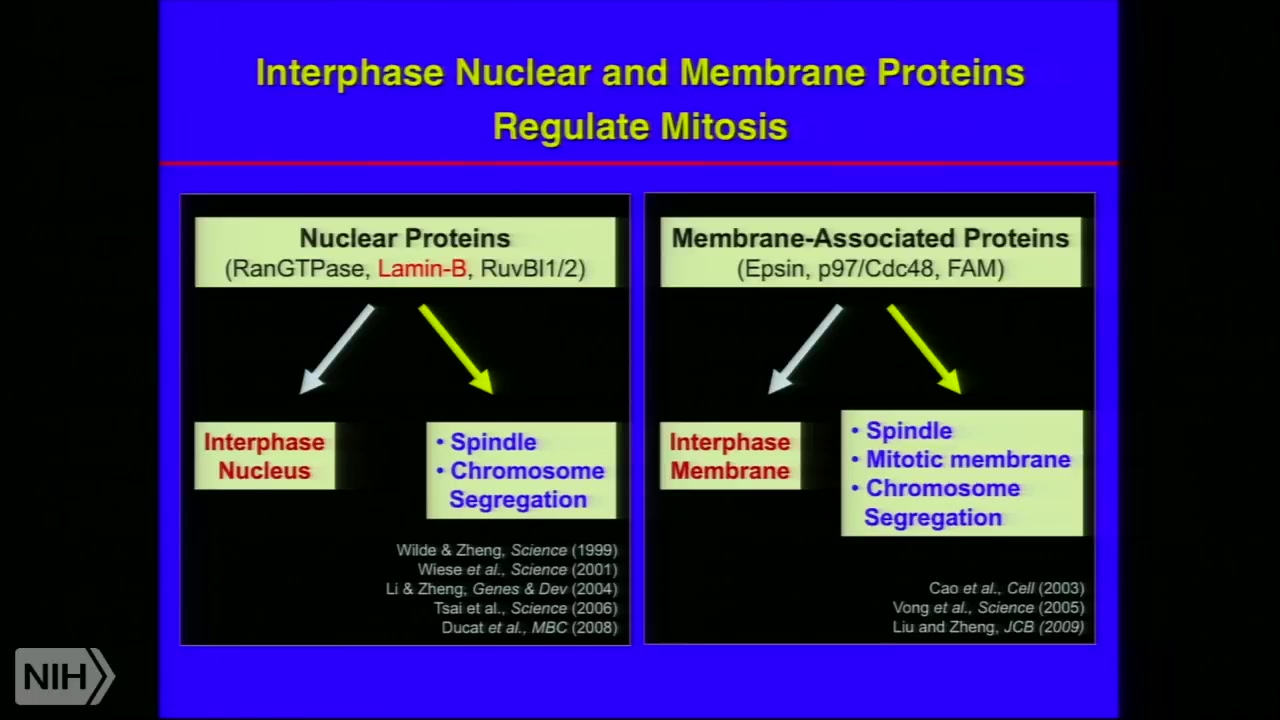 Interphase Nuclear and Membrane Proteins
Regulate Mitosis
Nuclear Proteins
(RanGTPase, Lamin-B, RuvBl1/2)
Interphase
Nucleus
• Spindle
• Chromosome
Segregation
Wilde & Zheng, Science (1999)
Wiese et al., Science (2001)
Li & Zheng, Genes & Dev (2004)
Tsai et al., Science (2006)
Ducat et al., MBC (2008)
Membrane-Associated Proteins
(Epsin, p97/Cdc48, FAM)
Interphase
Membrane
• Spindle
• Mitotic membrane
• Chromosome
Segregation
Cao et al., Cell (2003)
Vong et al., Science (2005)
Liu and Zheng, JCB (2009)
NIH